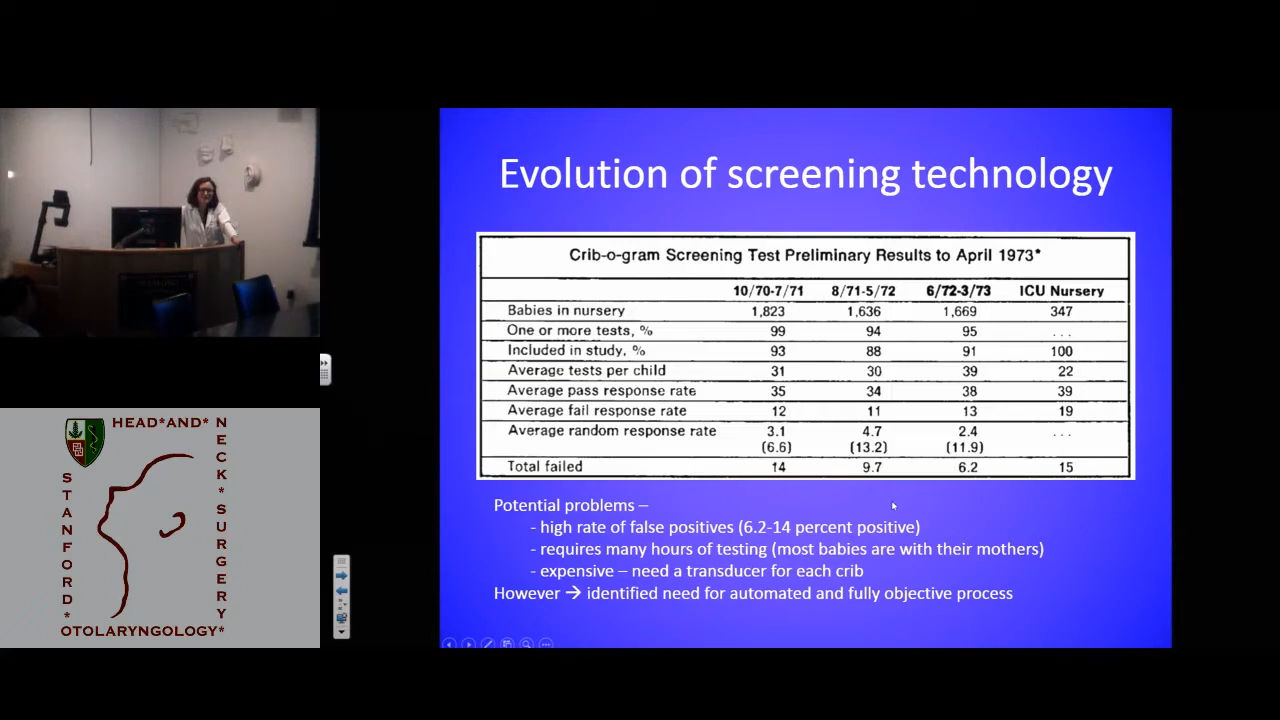 Evolution of screening technology
Crib-o-gram Screening Test Preliminary Results to April 1973*
10/70-7/71 8/71-5/72 6/72-3/73 ICU Nursery
Babies in nursery 1,823 1,636 1,669 347
One or more tests, % 99 94 95 ...
Included in study, % 93 88 91 100
Average tests per child 31 30 39 22
Average pass response rate 35 34 38 39
Average fail response rate 12 11 13 19
Average random response rate 3.1 4.7 2.4 ...
(6.6) (13.2) (11.9)
Total failed 14 9.7 6.2 15
Potential problems –
- high rate of false positives (6.2-14 percent positive)
- requires many hours of testing (most babies are with their mothers)
- expensive – need a transducer for each crib
However → identified need for automated and fully objective process
HEAD*AND*
NECK*SURGERY*
STANFORD*
OTOLARYNGOLOGY*